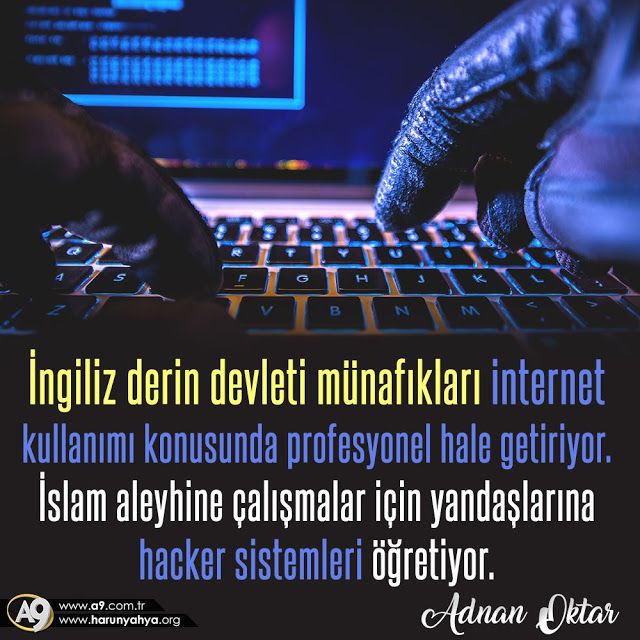 İngiliz derin devleti münafıkları internet
kullanımı konusunda profesyonel hale getiriyor.
İslam aleyhine çalışmalar için yandaşlarına
hacker sistemleri öğretiyor.
A9
www.a9.com.tr
www.harunyahya.org
Adnan Oktar